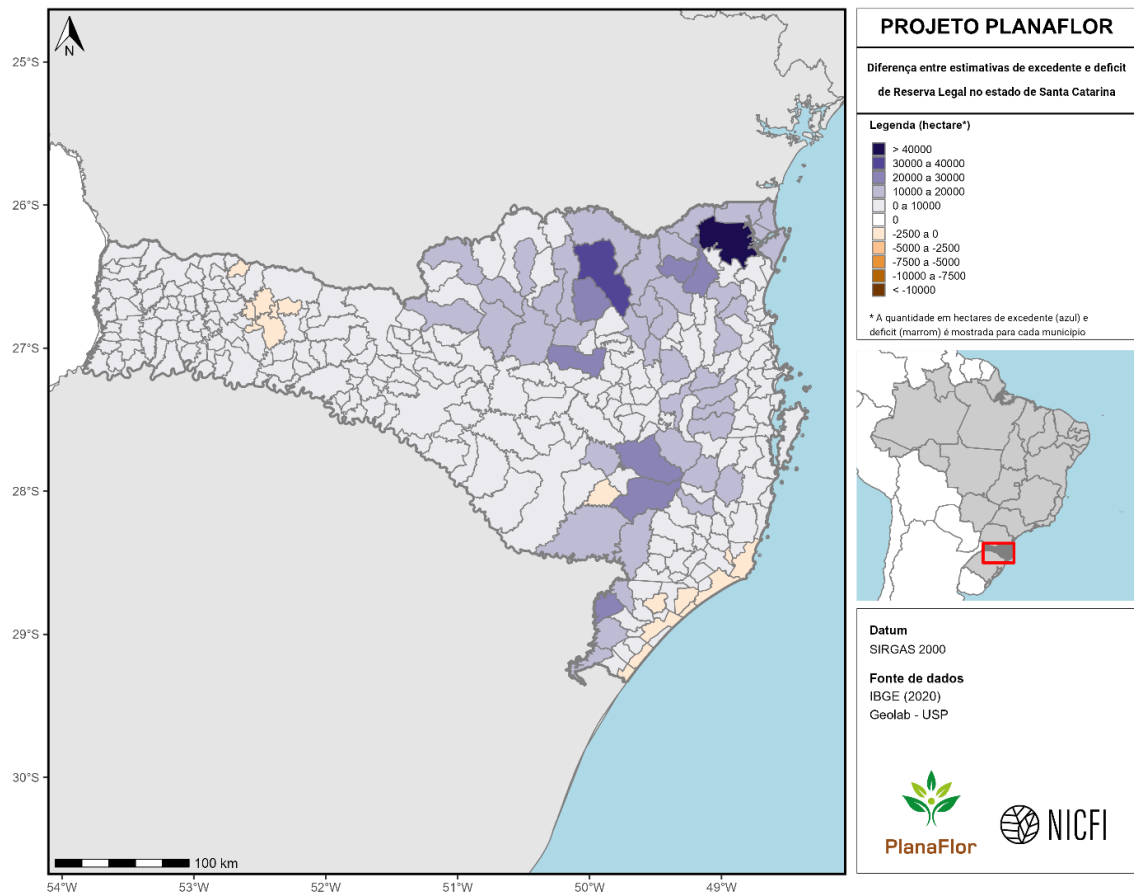 PROJETO PLANAFLOR
Diferença entre estimativas de excedente e deficit
de Reserva Legal no estado de Santa Catarina
Legenda (hectare*)
> 40000
30000 a 40000
20000 a 30000
10000 a 20000
0 a 10000
0
-2500 a 0
-5000 a -2500
-7500 a -5000
-10000 a -7500
< -10000
* A quantidade em hectares de excedente (azul) e
deficit (marrom) é mostrada para cada município
N
25°S
26°S
27°S
28°S
29°S
30°S
100 km
54°W
53°W
52°W
51°W
50°W
49°W
Datum
SIRGAS 2000
Fonte de dados
IBGE (2020)
Geolab - USP
PlanaFlor
NICFI